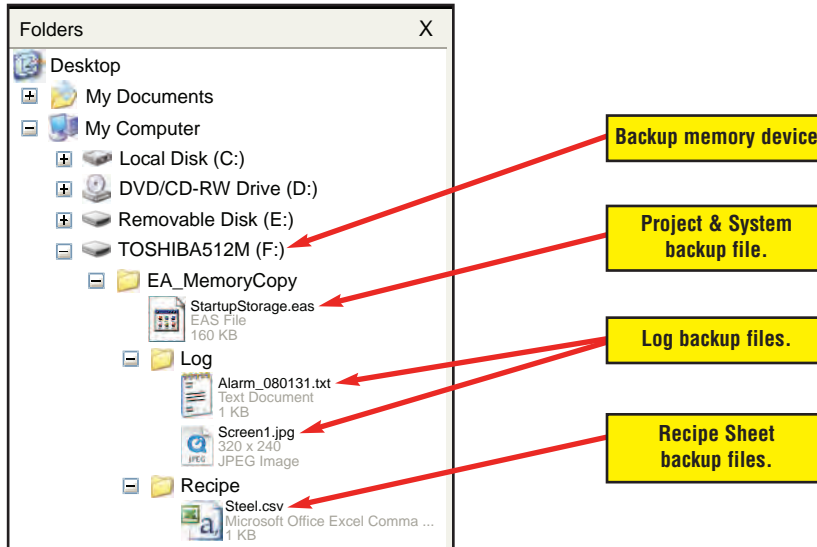 Folders X
Desktop
My Documents
My Computer
Local Disk (C:)
DVD/CD-RW Drive (D:)
Removable Disk (E:)
TOSHIBA512M (F:)
EA_MemoryCopy
StartupStorage.eas
EAS File
160 KB
Log
Alarm_080131.txt
Text Document
1 KB
Screen1.jpg
320 x 240
JPEG Image
JPEG
Recipe
Steel.csv
Microsoft Office Excel Comma ...
1 KB
a,
Backup memory device
Project & System
backup file.
Log backup files.
Recipe Sheet
backup files.